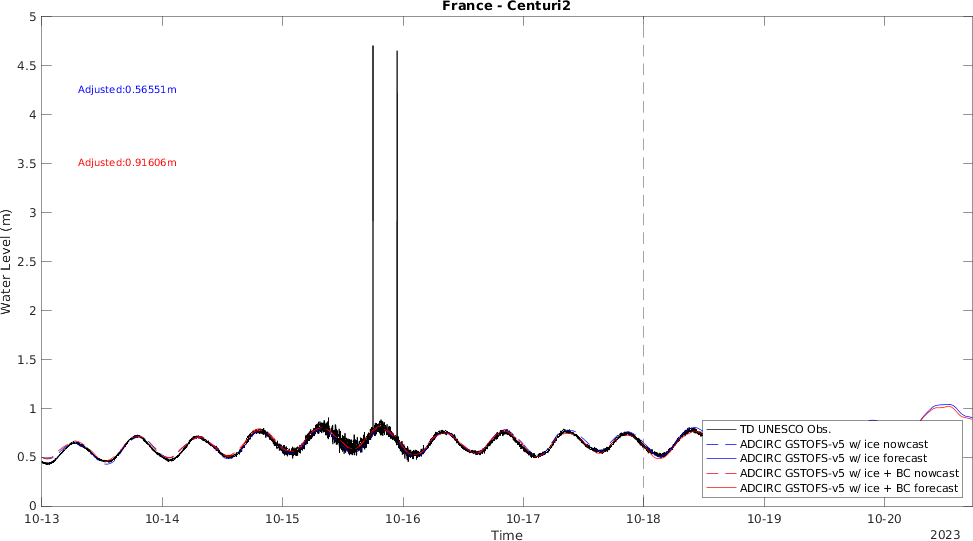 France - Centuri2
5
4.5
4
3.5
3
2.5
2
1.5
1
0.5
0
Water Level (m)
Adjusted:0.56551m
Adjusted:0.91606m
TD UNESCO Obs.
ADCIRC GSTOFS-v5 w/ ice nowcast
ADCIRC GSTOFS-v5 w/ ice forecast
ADCIRC GSTOFS-v5 w/ ice + BC nowcast
ADCIRC GSTOFS-v5 w/ ice + BC forecast
10-13 10-14 10-15 10-16 10-17 10-18 10-19 10-20
Time
2023